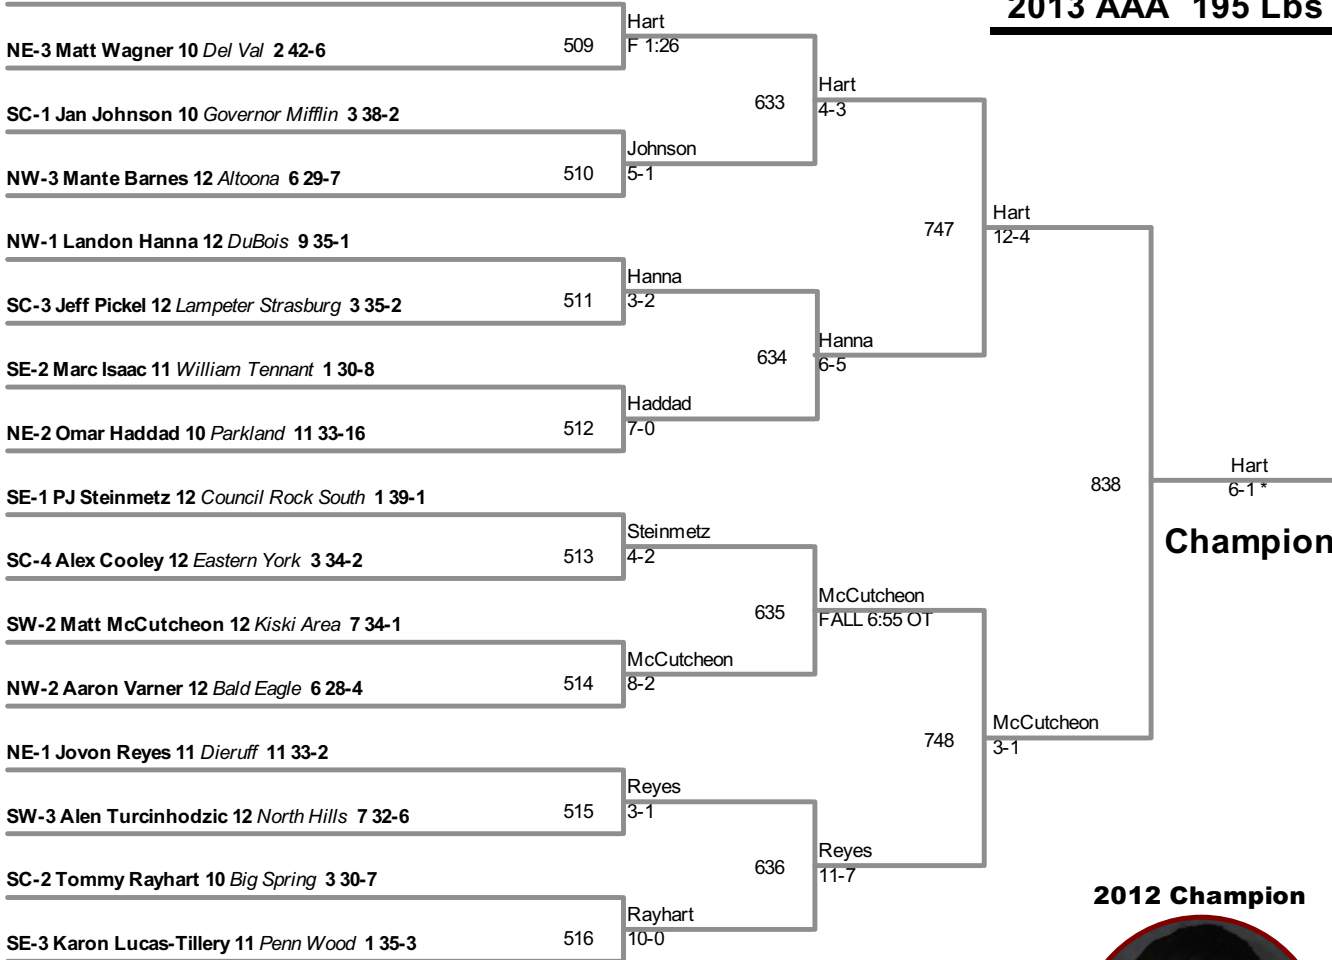 2013 AAA 195 Lbs
Hart
NE-3 Matt Wagner 10 Del Val 2 42-6
509
F 1:26
Hart
633
4-3
SC-1 Jan Johnson 10 Governor Mifflin 3 38-2
Johnson
NW-3 Mante Barnes 12 Altoona 6 29-7
510
5-1
Hart
747
12-4
NW-1 Landon Hanna 12 DuBois 9 35-1
Hanna
SC-3 Jeff Pickel 12 Lampeter Strasburg 3 35-2
511
3-2
Hanna
634
6-5
SE-2 Marc Isaac 11 William Tennant 1 30-8
Haddad
NE-2 Omar Haddad 10 Parkland 11 33-16
512
7-0
Hart
838
6-1 *
Champion
SE-1 PJ Steinmetz 12 Council Rock South 1 39-1
Steinmetz
SC-4 Alex Cooley 12 Eastern York 3 34-2
513
4-2
McCutcheon
635
FALL 6:55 OT
SW-2 Matt McCutcheon 12 Kiski Area 7 34-1
McCutcheon
NW-2 Aaron Varner 12 Bald Eagle 6 28-4
514
8-2
McCutcheon
748
3-1
NE-1 Jovon Reyes 11 Dieruff 11 33-2
Reyes
SW-3 Alen Turcinhodzic 12 North Hills 7 32-6
515
3-1
Reyes
636
11-7
SC-2 Tommy Rayhart 10 Big Spring 3 30-7
Rayhart
SE-3 Karon Lucas-Tillery 11 Penn Wood 1 35-3
516
10-0
2012 Champion